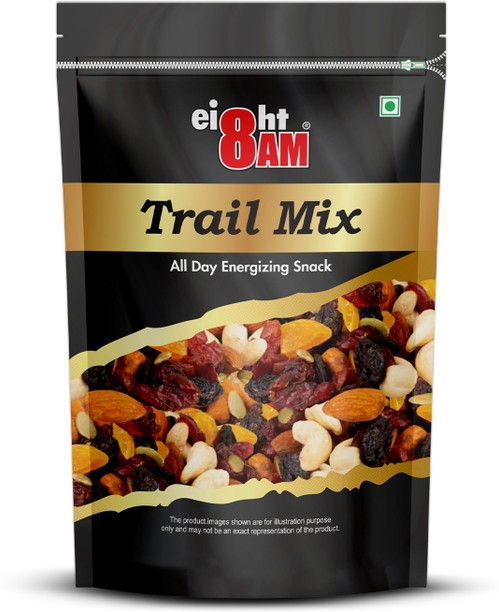 ei8ht
8AM®
Trail Mix
All Day Energizing Snack
The product images shown are for illustration purpose
only and may not be an exact representation of the product.